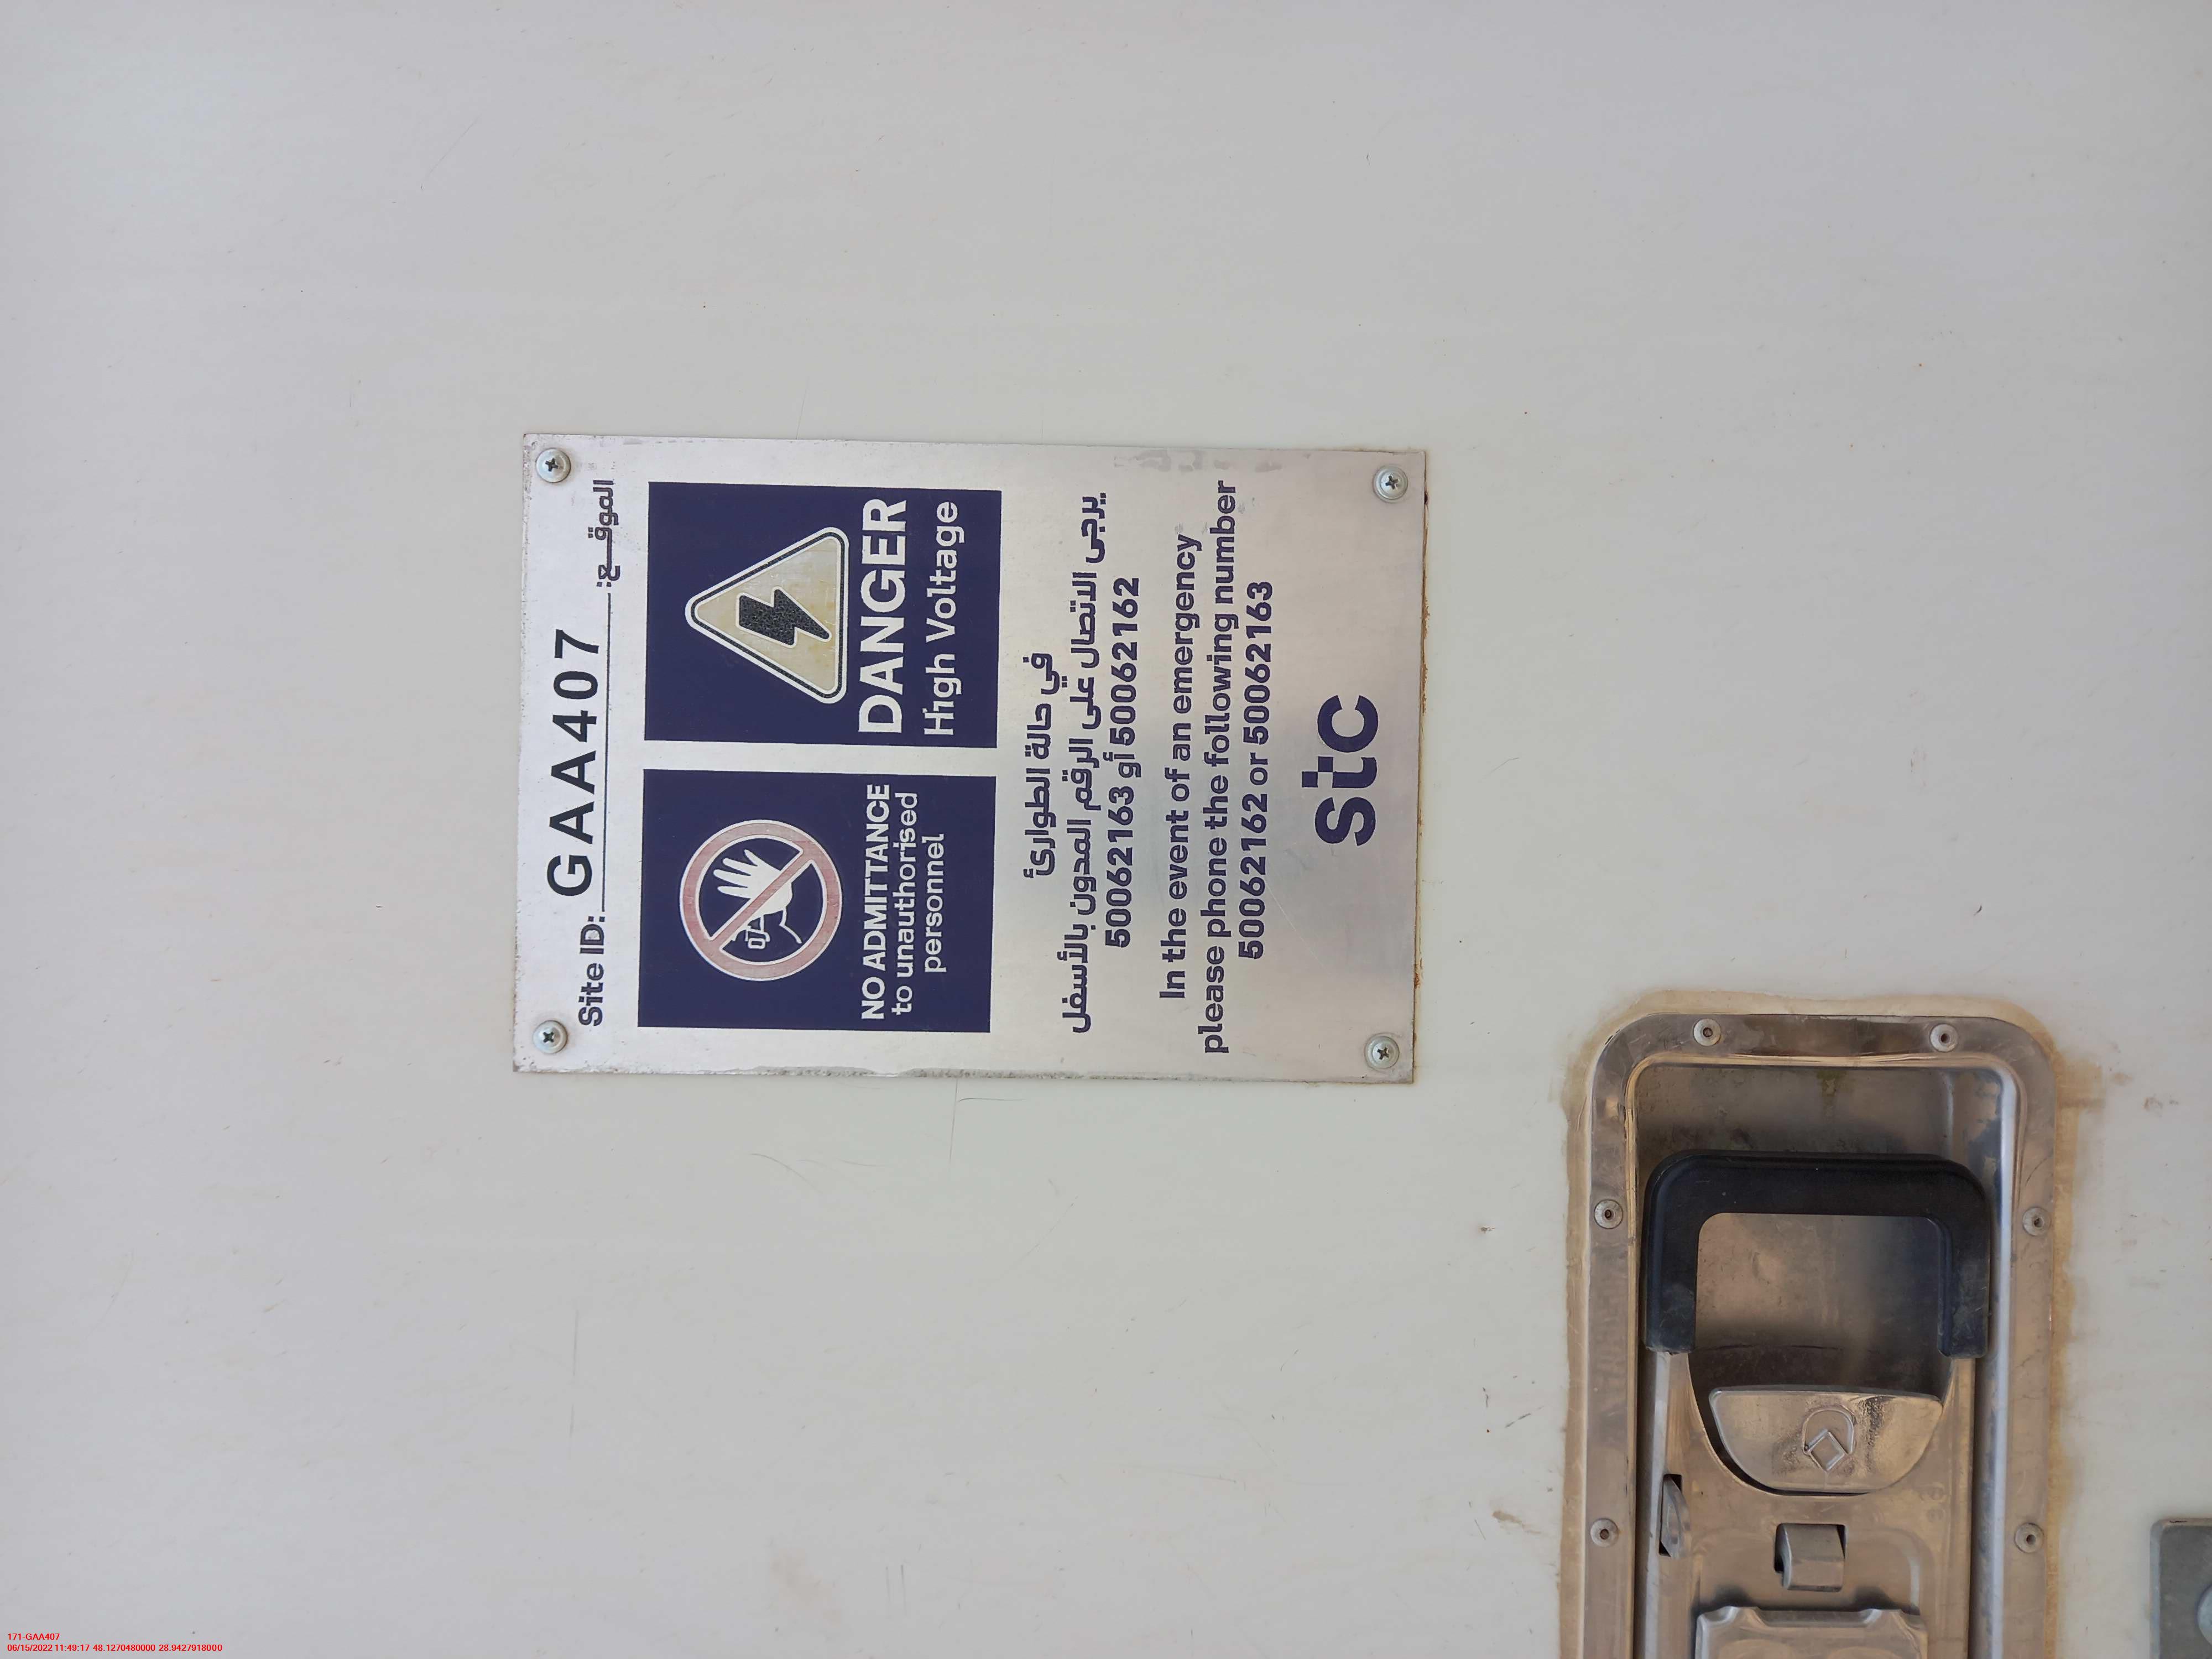 Site ID: GAA407 الموقع:
NO ADMITTANCE
to unauthorised
personnel
DANGER
High Voltage
في حالة الطوارئ
يرجى الاتصال على الرقم المدون بالأسفل
50062163 أو 50062162
In the event of an emergency
please phone the following number
50062162 or 50062163
stc
171-GAA407
06/15/2022 11:49:17 48.1270480000 28.9427918000